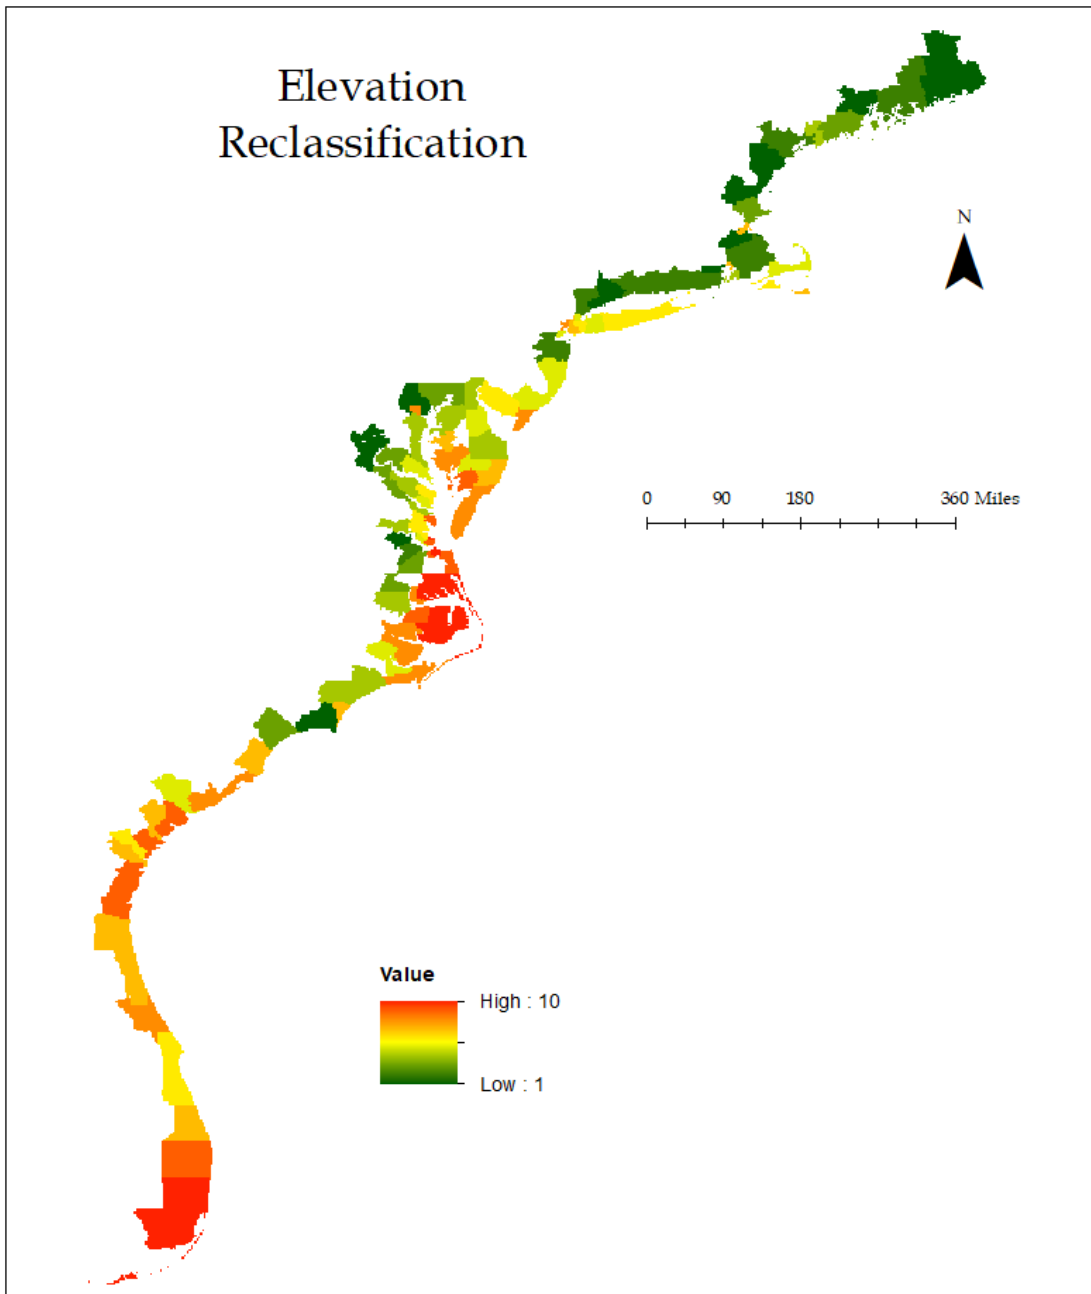 Elevation
Reclassification
N
0 90 180 360 Miles
Value
High : 10
Low : 1